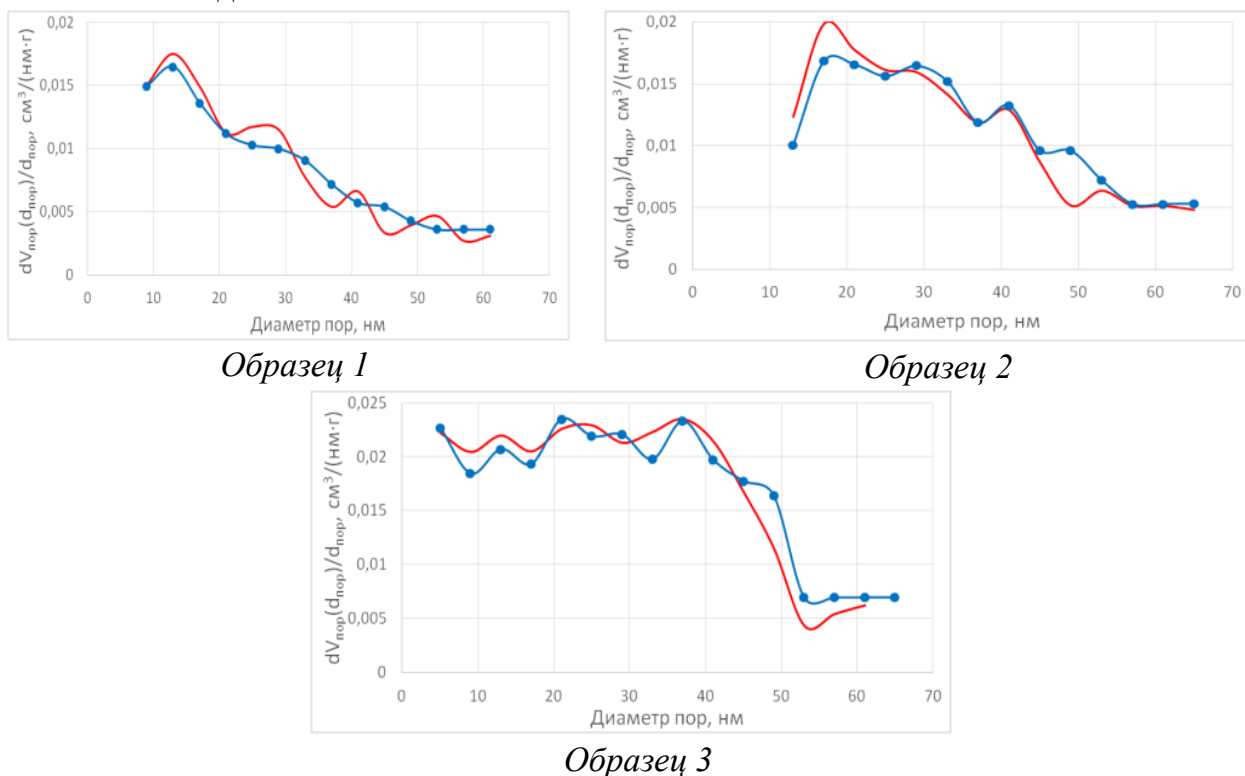 dVпор(dпор)/dпор, см³/(нм·г)
0,02
0,015
0,01
0,005
0
0 10 20 30 40 50 60 70
Диаметр пор, нм
Образец 1
dVпор(dпор)/dпор, см³/(нм·г)
0,02
0,015
0,01
0,005
0
0 10 20 30 40 50 60 70
Диаметр пор, нм
Образец 2
dVпор(dпор)/dпор, см³/(нм·г)
0,025
0,02
0,015
0,01
0,005
0
0 10 20 30 40 50 60 70
Диаметр пор, нм
Образец 3